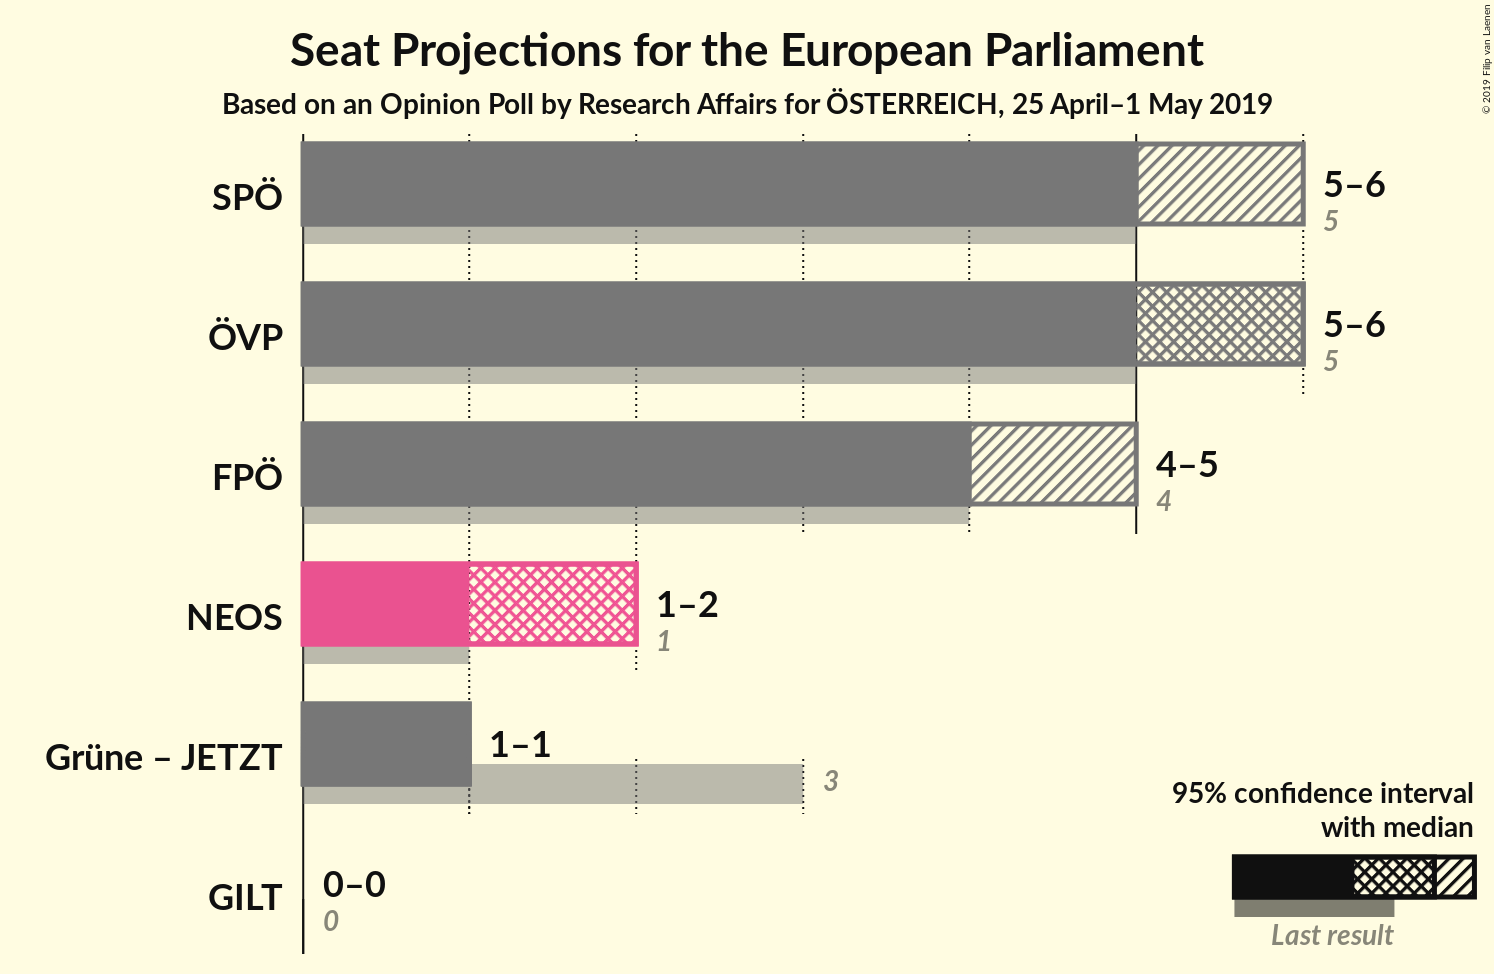 Seat Projections for the European Parliament
Based on an Opinion Poll by Research Affairs for ÖSTERREICH, 25 April–1 May 2019
© 2019 Filip van Laenen
SPÖ
5–6
5
ÖVP
5–6
5
FPÖ
4–5
4
NEOS
1–2
1
Grüne – JETZT
1–1
3
GILT
0–0
0
95% confidence interval
with median
Last result